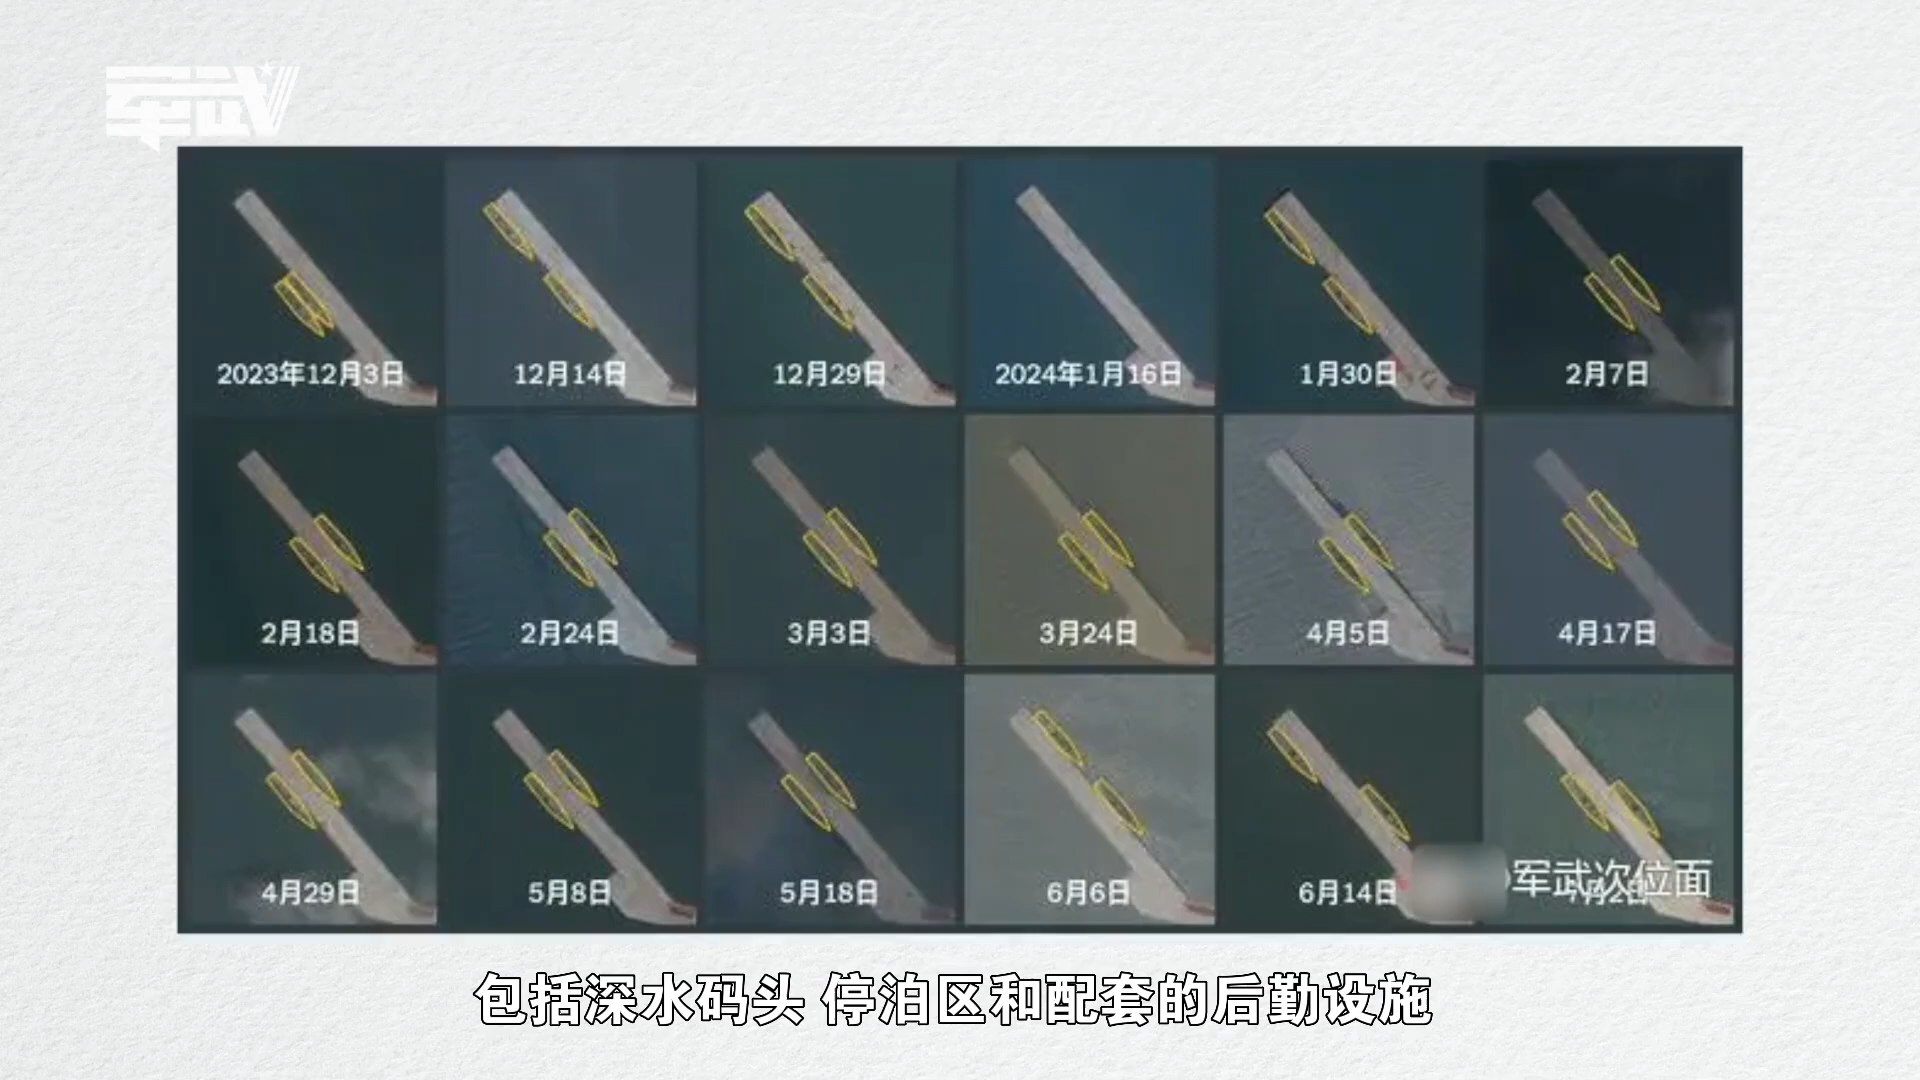 军武
2023年12月3日
12月14日
12月29日
2024年1月16日
1月30日
2月7日
2月18日
2月24日
3月3日
3月24日
4月5日
4月17日
4月29日
5月8日
5月18日
6月6日
6月14日
军武次位面
包括深水码头 停泊区和配套的后勤设施